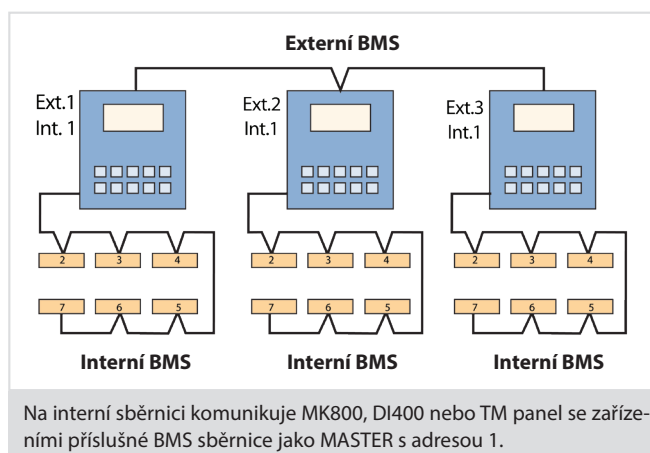 Externí BMS
Ext.1
Int. 1
Ext.2
Int.1
Ext.3
Int.1
2 3 4
2 3 4
2 3 4
7 6 5
7 6 5
7 6 5
Interní BMS
Interní BMS
Interní BMS
Na interní sběrnici komunikuje MK800, DI400 nebo TM panel se zaříze-
ními příslušné BMS sběrnice jako MASTER s adresou 1.